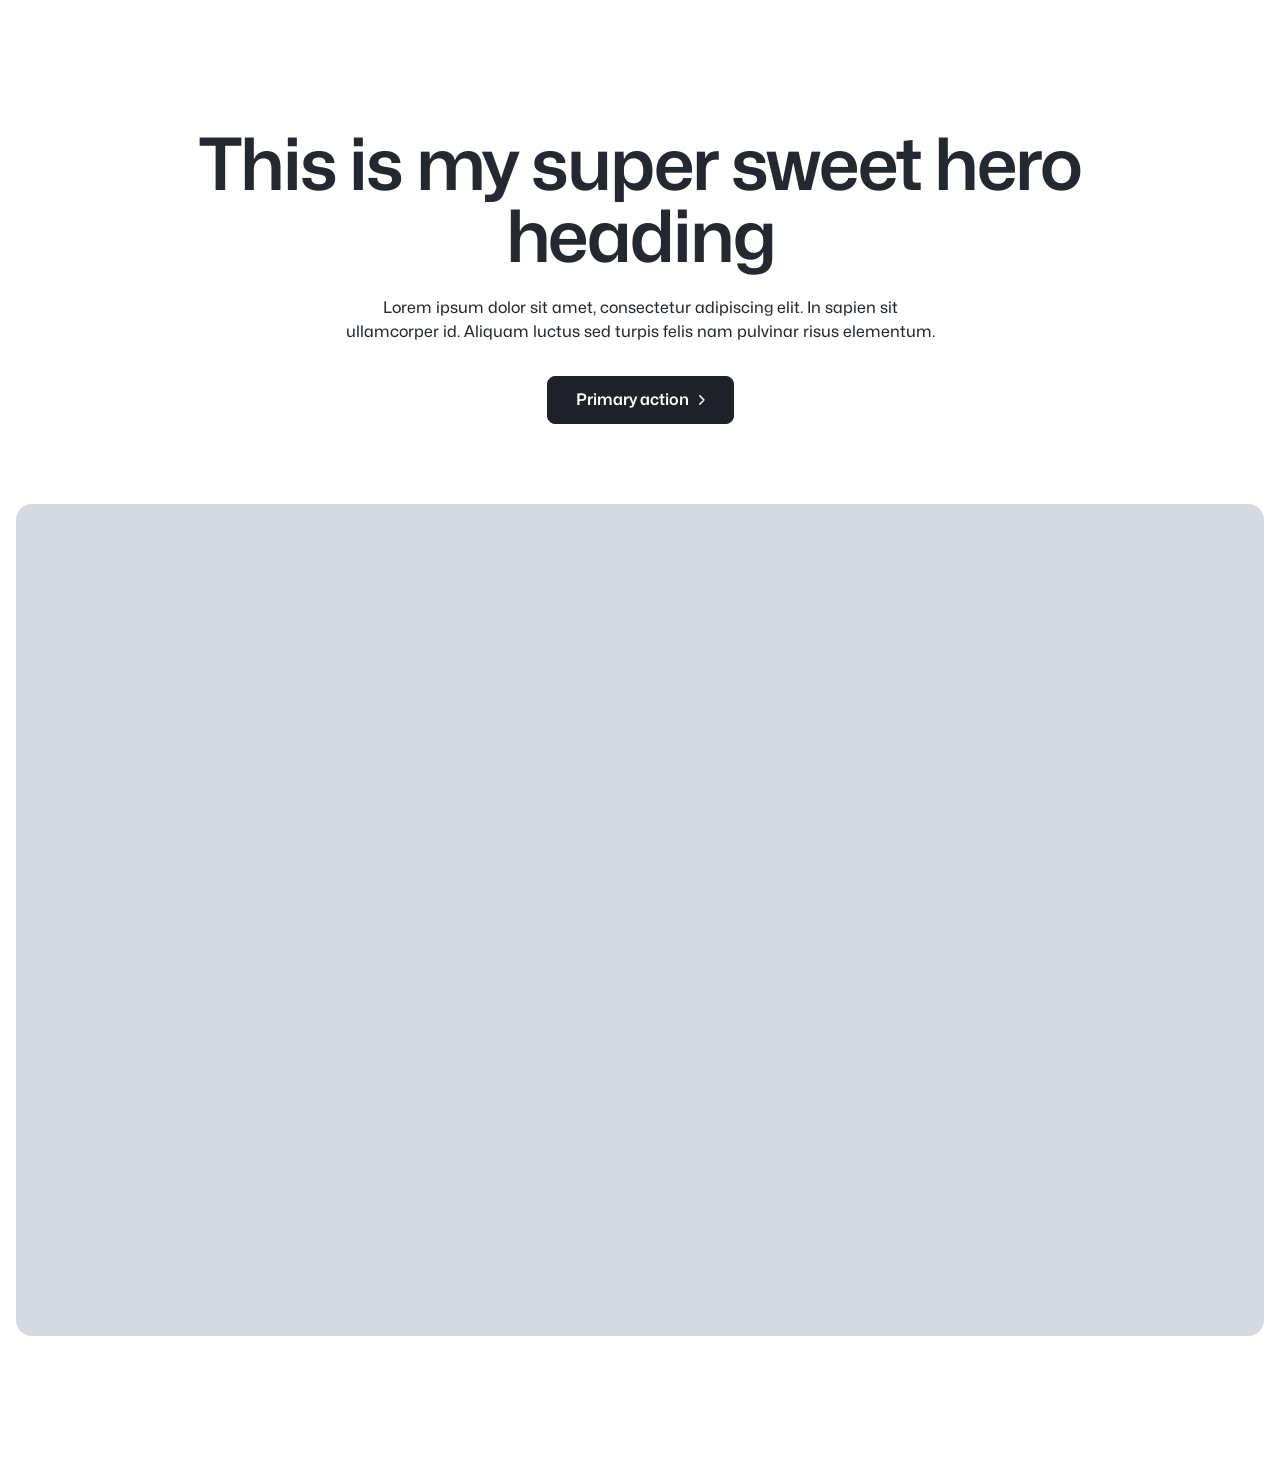 This is my super sweet hero
heading
Lorem ipsum dolor sit amet, consectetur adipiscing elit. In sapien sit
ullamcorper id. Aliquam luctus sed turpis felis nam pulvinar risus elementum.
Primary action